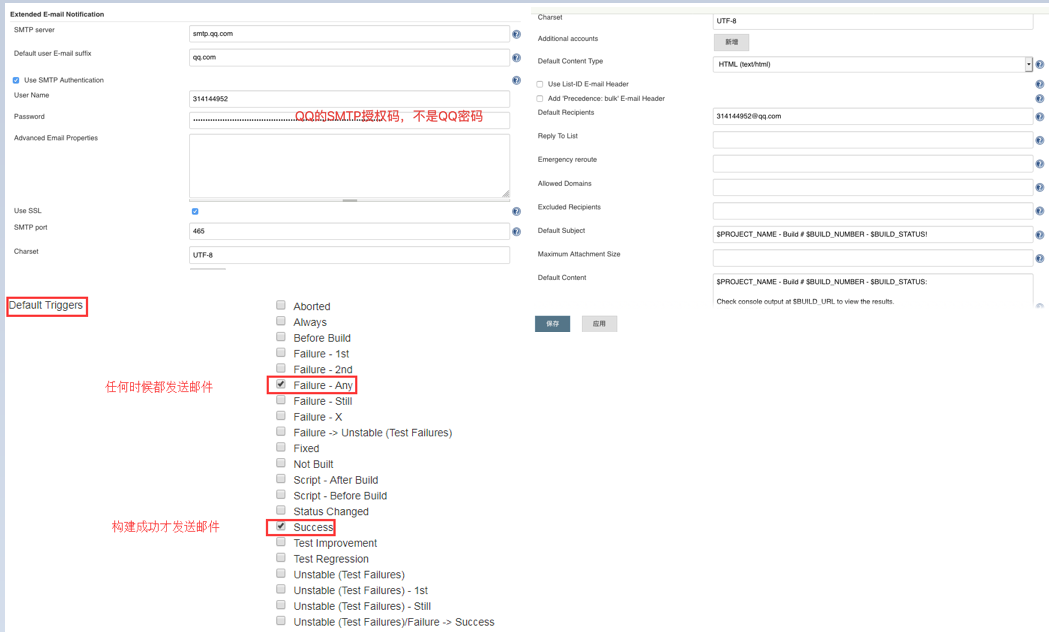 Extended E-mail Notification
SMTP server
smtp.qq.com
Default user E-mail suffix
qq.com
Use SMTP Authentication
User Name
314144952
Password
QQ的SMTP授权码，不是QQ密码
Advanced Email Properties
Use SSL
SMTP port
465
Charset
UTF-8
Charset
UTF-8
Additional accounts
新增
Default Content Type
HTML (text/html)
Use List-ID E-mail Header
Add 'Precedence: bulk' E-mail Header
Default Recipients
314144952@qq.com
Reply To List
Emergency reroute
Allowed Domains
Excluded Recipients
Default Subject
$PROJECT_NAME - Build # $BUILD_NUMBER - $BUILD_STATUS!
Maximum Attachment Size
Default Content
$PROJECT_NAME - Build # $BUILD_NUMBER - $BUILD_STATUS:
Check console output at $BUILD_URL to view the results.
保存
应用
Default Triggers
Aborted
Always
Before Build
Failure - 1st
Failure - 2nd
任何时候都发送邮件
Failure - Any
Failure - Still
Failure - X
Failure -> Unstable (Test Failures)
Fixed
Not Built
Script - After Build
Script - Before Build
Status Changed
构建成功才发送邮件
Success
Test Improvement
Test Regression
Unstable (Test Failures)
Unstable (Test Failures) - 1st
Unstable (Test Failures) - Still
Unstable (Test Failures)/Failure -> Success